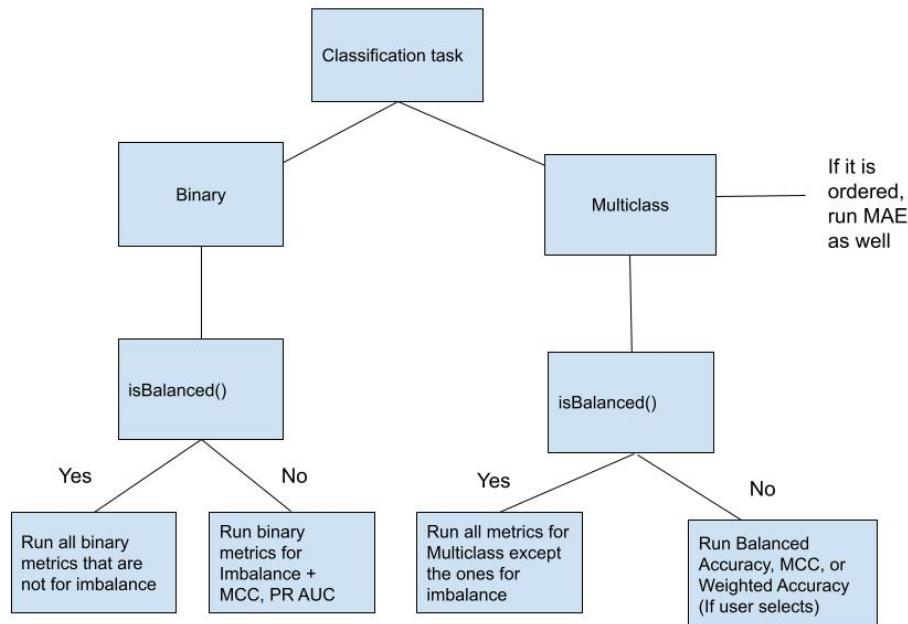 Classification task
Binary
Multiclass
If it is
ordered,
run MAE
as well
isBalanced()
isBalanced()
Yes
No
Yes
No
Run all binary
metrics that are
not for imbalance
Run binary
metrics for
Imbalance +
MCC, PR AUC
Run all metrics for
Multiclass except
the ones for
imbalance
Run Balanced
Accuracy, MCC, or
Weighted Accuracy
(If user selects)